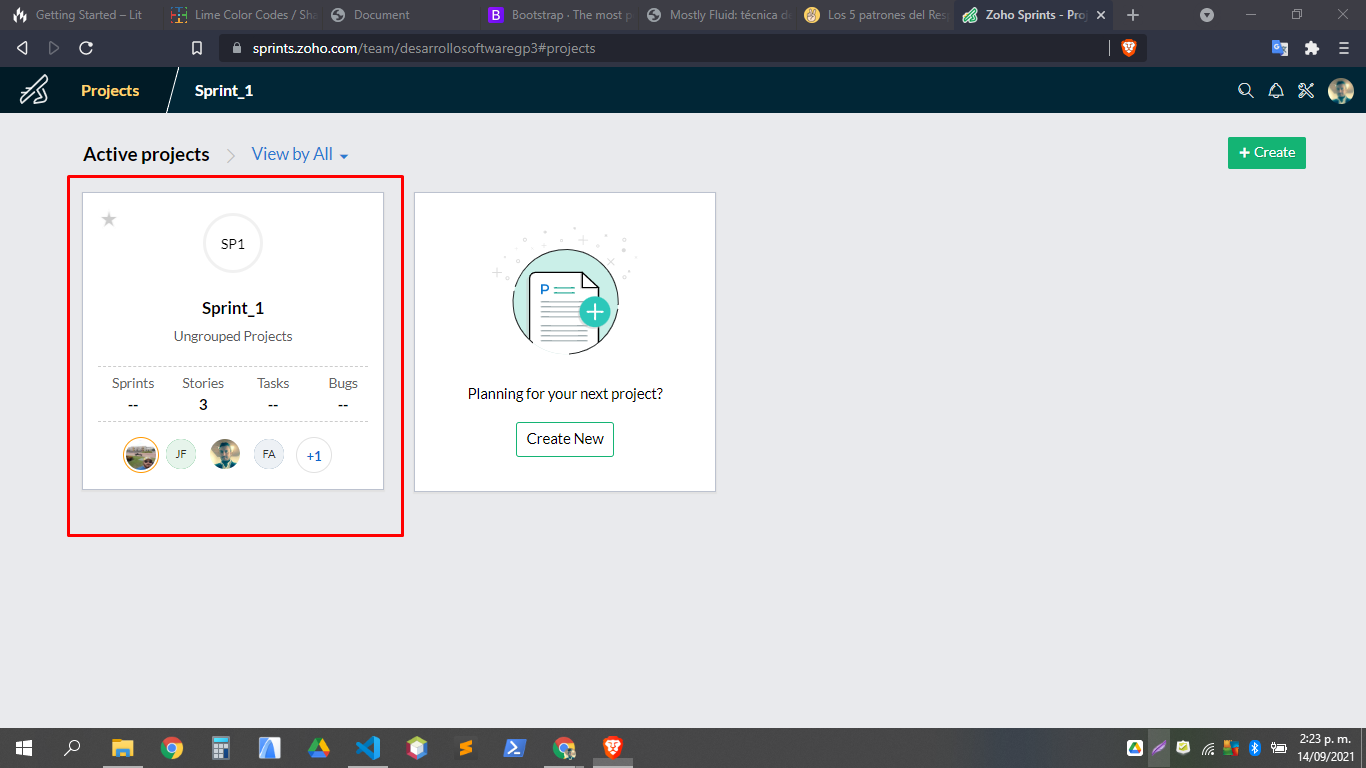 Getting Started – Lit
Lime Color Codes / Sha
Document
B
Bootstrap · The most p
Mostly Fluid: técnica de
Los 5 patrones del Res
Zoho Sprints - Proj
sprints.zoho.com/team/desarrollosoftwaregp3#projects
Projects
Sprint_1
Active projects
View by All
+ Create
SP1
Sprint_1
Ungrouped Projects
Sprints Stories Tasks Bugs
-- 3 -- --
JF FA +1
P
Planning for your next project?
Create New
2:23 p. m.
14/09/2021